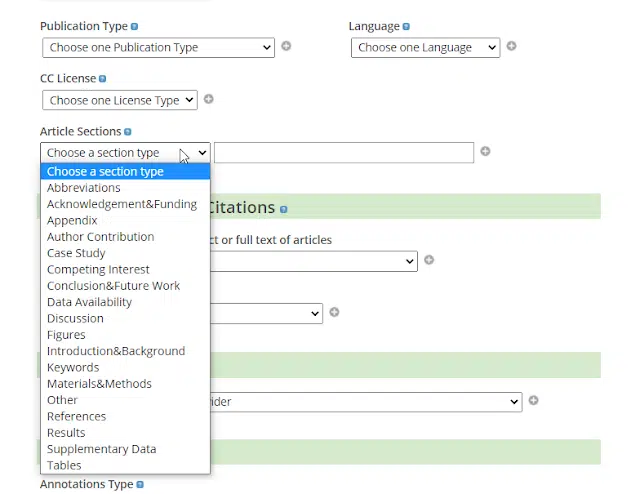 Publication Type ?
Language ?
Choose one Publication Type
Choose one Language
CC License ?
Choose one License Type
Article Sections ?
Choose a section type
Choose a section type
Abbreviations
Acknowledgement&Funding
Appendix
Citations ?
Author Contribution
ct or full text of articles
Case Study
Competing Interest
Conclusion&Future Work
Data Availability
Discussion
Figures
Introduction&Background
Keywords
Materials&Methods
Other
rider
References
Results
Supplementary Data
Tables
Annotations Type ?